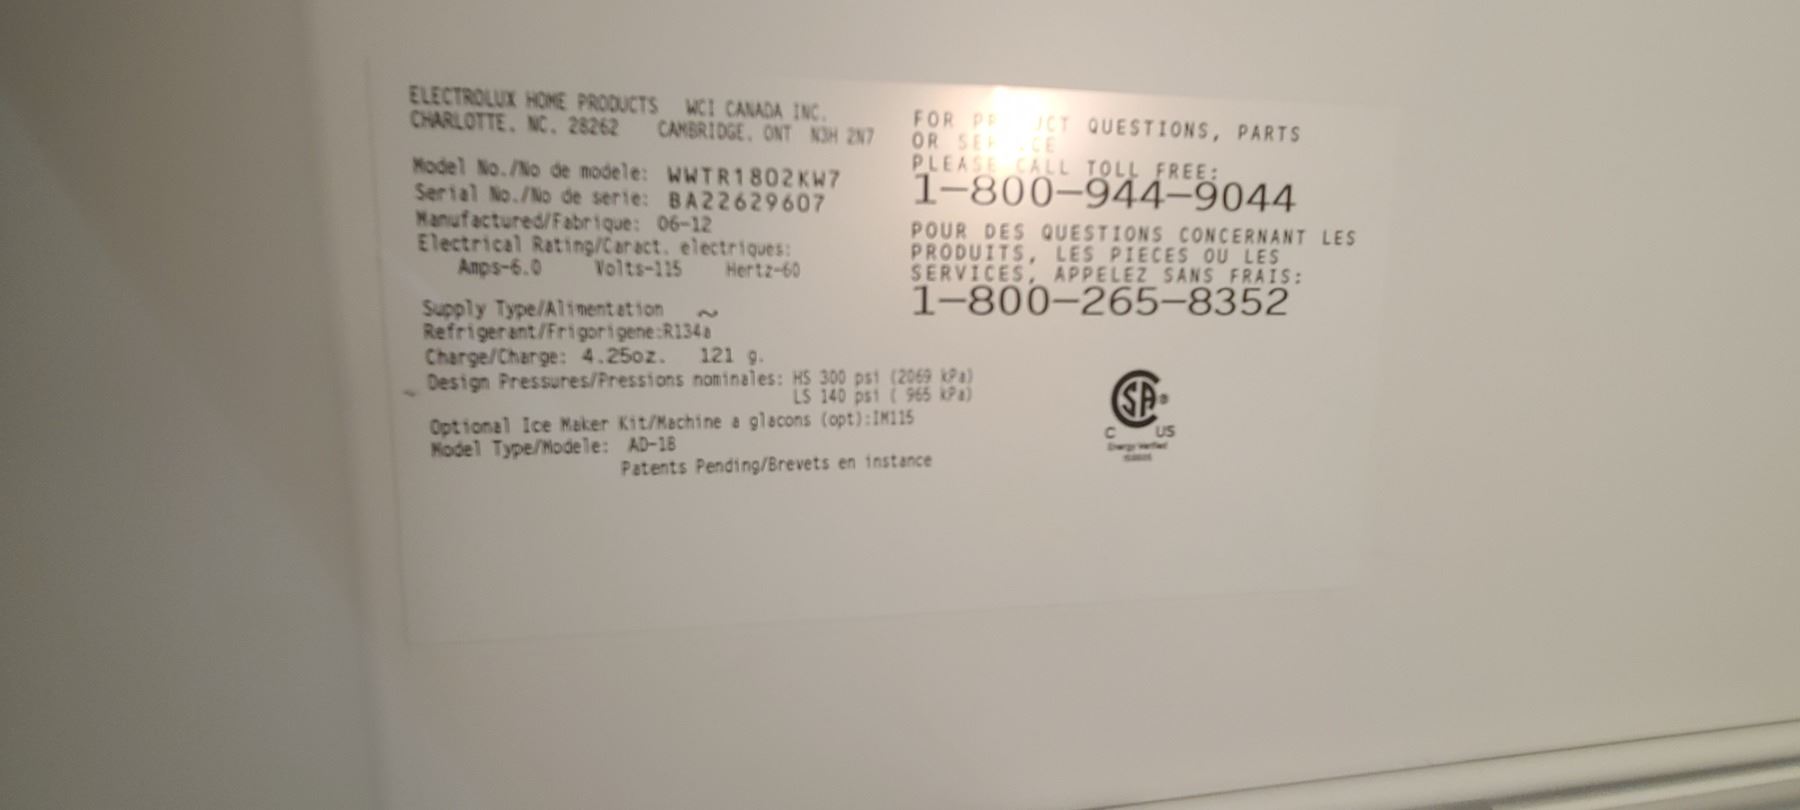 ELECTROLUX HOME PRODUCTS WCI CANADA INC.
CHARLOTTE, NC. 28262 CAMBRIDGE, ONT N3H 2N7
Model No./No de modele: WWTR1802KW7
Serial No./No de serie: BA22629607
Manufactured/Fabrique: 06-12
Electrical Rating/Caract. electriques:
Amps-6.0 Volts-115 Hertz-60
Supply Type/Alimentation ~
Refrigerant/Frigorigene:R134a
Charge/Charge: 4.25oz. 121 g.
Design Pressures/Pressions nominales: HS 300 psi (2069 kPa)
LS 140 psi ( 965 kPa)
Optional Ice Maker Kit/Machine a glacons (opt):IM115
Model Type/Modele: AD-18
Patents Pending/Brevets en instance
FOR QUESTIONS, PARTS
OR
PLEASE CALL TOLL FREE:
1-800-944-9044
POUR DES QUESTIONS CONCERNANT LES
PRODUITS, LES PIECES OU LES
SERVICES, APPELEZ SANS FRAIS:
1-800-265-8352
SA®
C US
Energy Verified